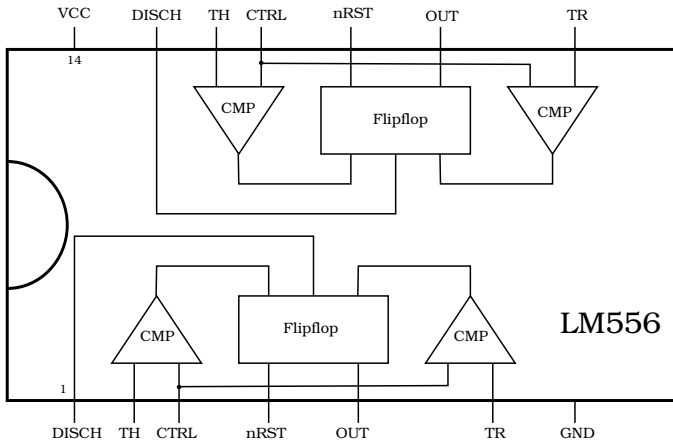 VCC DISCH TH CTRL nRST OUT TR
14
CMP Flipflop CMP
CMP Flipflop CMP
LM556
1
DISCH TH CTRL nRST OUT TR GND